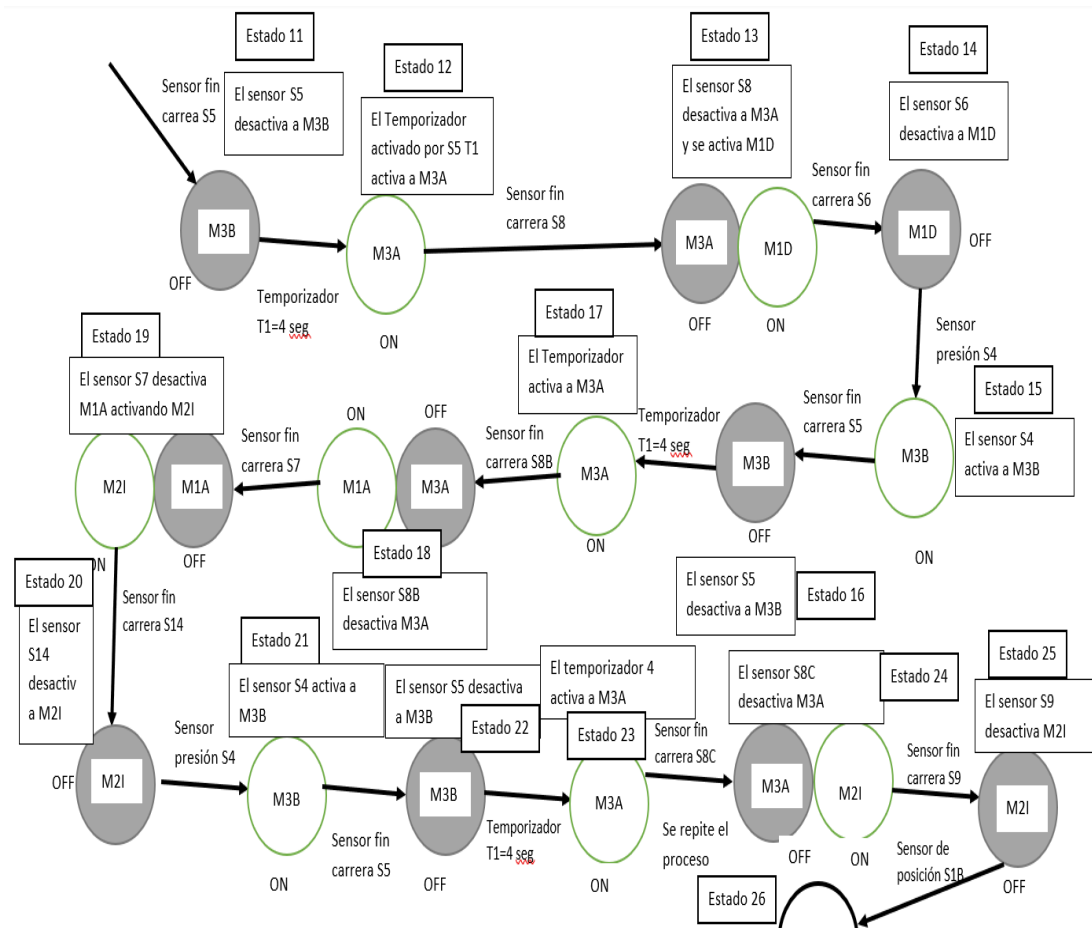 Estado 11
Estado 12
Estado 13
Estado 14
Sensor fin
carrea S5
El sensor S5
desactiva a M3B
El Temporizador
activado por S5 T1
activa a M3A
El sensor S8
desactiva a M3A
y se activa M1D
El sensor S6
desactiva a M1D
Sensor fin
carrera S8
Sensor fin
carrera S6
M3B
M3A
M3A
M1D
M1D
OFF
OFF
Temporizador
T1=4 seg
ON
OFF
ON
Estado 17
Sensor
presión S4
Estado 19
El sensor S7 desactiva
M1A activando M2I
El Temporizador
activa a M3A
Estado 15
El sensor S4
activa a M3B
ON
OFF
Temporizador
T1=4 seg
Sensor fin
carrera S5
Sensor fin
carrera S7
Sensor fin
carrera S8B
M2I
M1A
M1A
M3A
M3A
M3B
M3B
ON
OFF
ON
OFF
ON
Estado 18
El sensor S8B
desactiva M3A
El sensor S5
desactiva a M3B
Estado 16
Estado 20
El sensor
S14
desactiv
a M2I
Sensor fin
carrera S14
Estado 21
El sensor S4 activa a
M3B
El sensor S5 desactiva
a M3B
Estado 22
El temporizador 4
activa a M3A
Estado 23
El sensor S8C
desactiva M3A
Estado 24
Estado 25
El sensor S9
desactiva M2I
Sensor
presión S4
Sensor fin
carrera S8C
Sensor fin
carrera S9
OFF
M2I
M3B
M3B
M3A
M3A
M2I
M2I
Sensor fin
carrera S5
Temporizador
T1=4 seg
Se repite el
proceso
Sensor de
posición S1B
ON
OFF
ON
OFF
ON
OFF
Estado 26